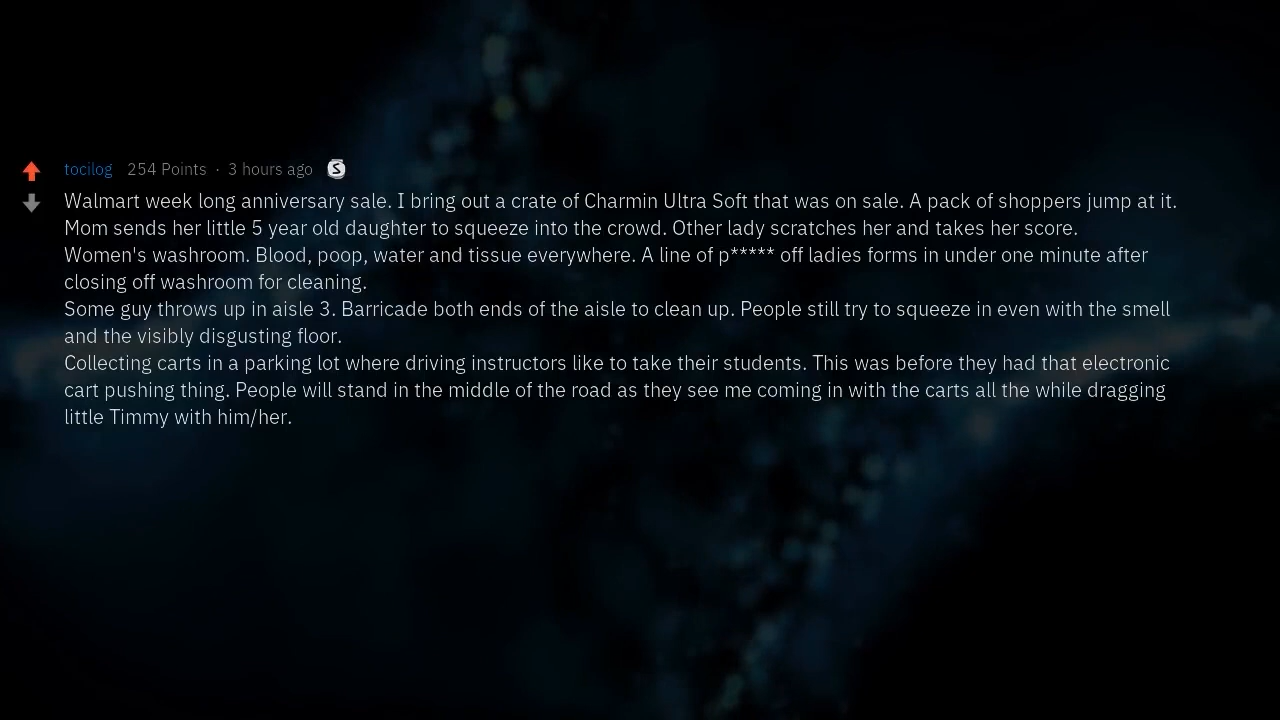 tocilog 254 Points · 3 hours ago S
Walmart week long anniversary sale. I bring out a crate of Charmin Ultra Soft that was on sale. A pack of shoppers jump at it.
Mom sends her little 5 year old daughter to squeeze into the crowd. Other lady scratches her and takes her score.
Women's washroom. Blood, poop, water and tissue everywhere. A line of p***** off ladies forms in under one minute after
closing off washroom for cleaning.
Some guy throws up in aisle 3. Barricade both ends of the aisle to clean up. People still try to squeeze in even with the smell
and the visibly disgusting floor.
Collecting carts in a parking lot where driving instructors like to take their students. This was before they had that electronic
cart pushing thing. People will stand in the middle of the road as they see me coming in with the carts all the while dragging
little Timmy with him/her.